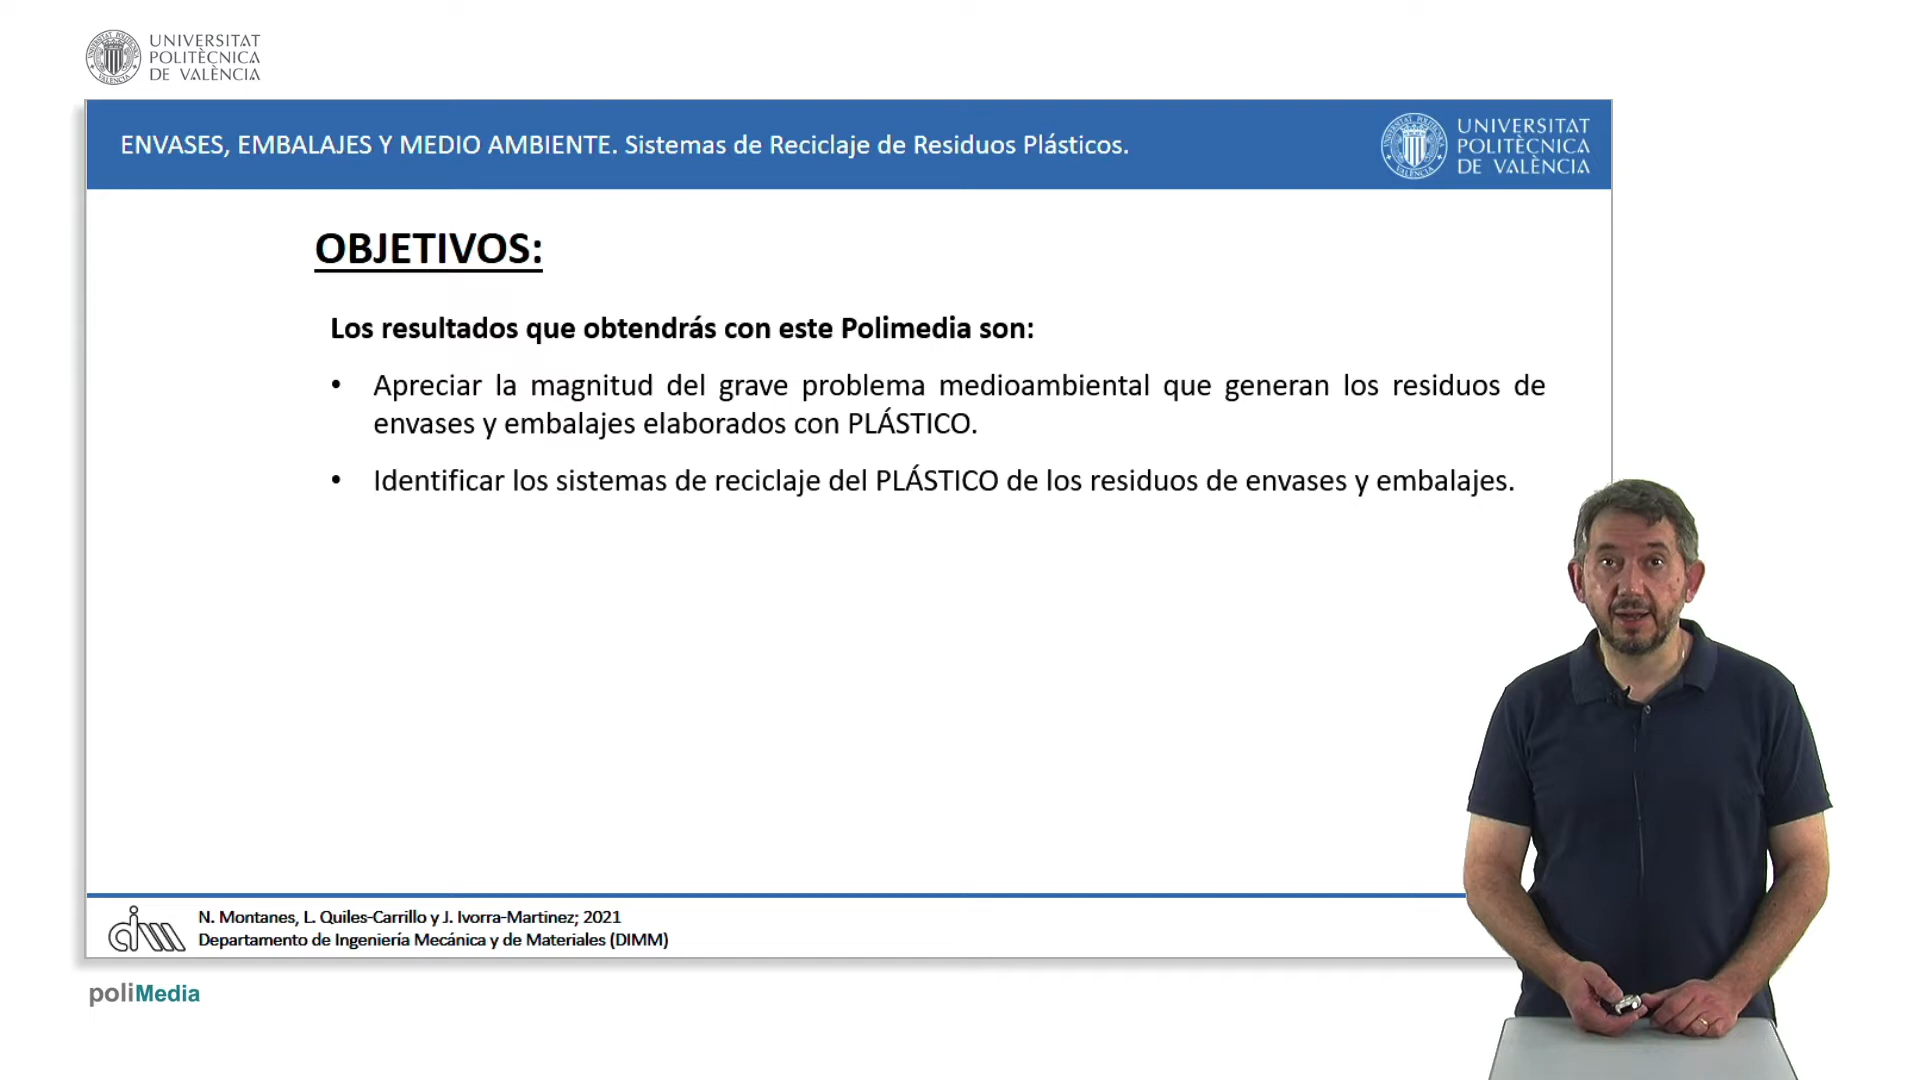 UNIVERSITAT
POLITÈCNICA
DE VALÈNCIA
ENVASES, EMBALAJES Y MEDIO AMBIENTE. Sistemas de Reciclaje de Residuos Plásticos.
UNIVERSITAT
POLITÈCNICA
DE VALÈNCIA
OBJETIVOS:
Los resultados que obtendrás con este Polimedia son:
• Apreciar la magnitud del grave problema medioambiental que generan los residuos de
envases y embalajes elaborados con PLÁSTICO.
• Identificar los sistemas de reciclaje del PLÁSTICO de los residuos de envases y embalajes.
dimm
N. Montanes, L. Quiles-Carrillo y J. Ivorra-Martinez; 2021
Departamento de Ingeniería Mecánica y de Materiales (DIMM)
poliMedia